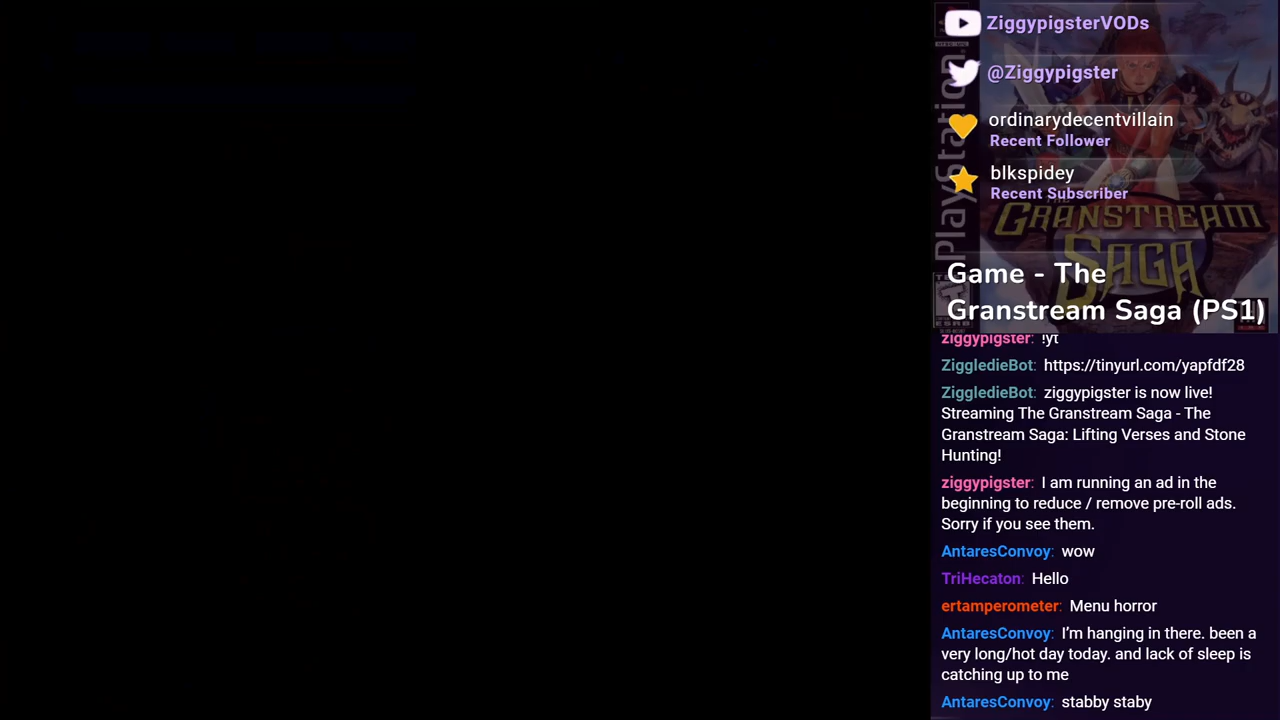 ZiggypigsterVODs
@Ziggypigster
ordinarydecentvillain
Recent Follower
blkspidey
Recent Subscriber
PlayStation
THE
GRANSTREAM
SAGA
Game - The
Granstream Saga (PS1)
ziggypigster: !yt
ZiggledieBot: https://tinyurl.com/yapfdf28
ZiggledieBot: ziggypigster is now live!
Streaming The Granstream Saga - The
Granstream Saga: Lifting Verses and Stone
Hunting!
ziggypigster: I am running an ad in the
beginning to reduce / remove pre-roll ads.
Sorry if you see them.
AntaresConvoy: wow
TriHecaton: Hello
ertamperometer: Menu horror
AntaresConvoy: I’m hanging in there. been a
very long/hot day today. and lack of sleep is
catching up to me
AntaresConvoy: stabby staby